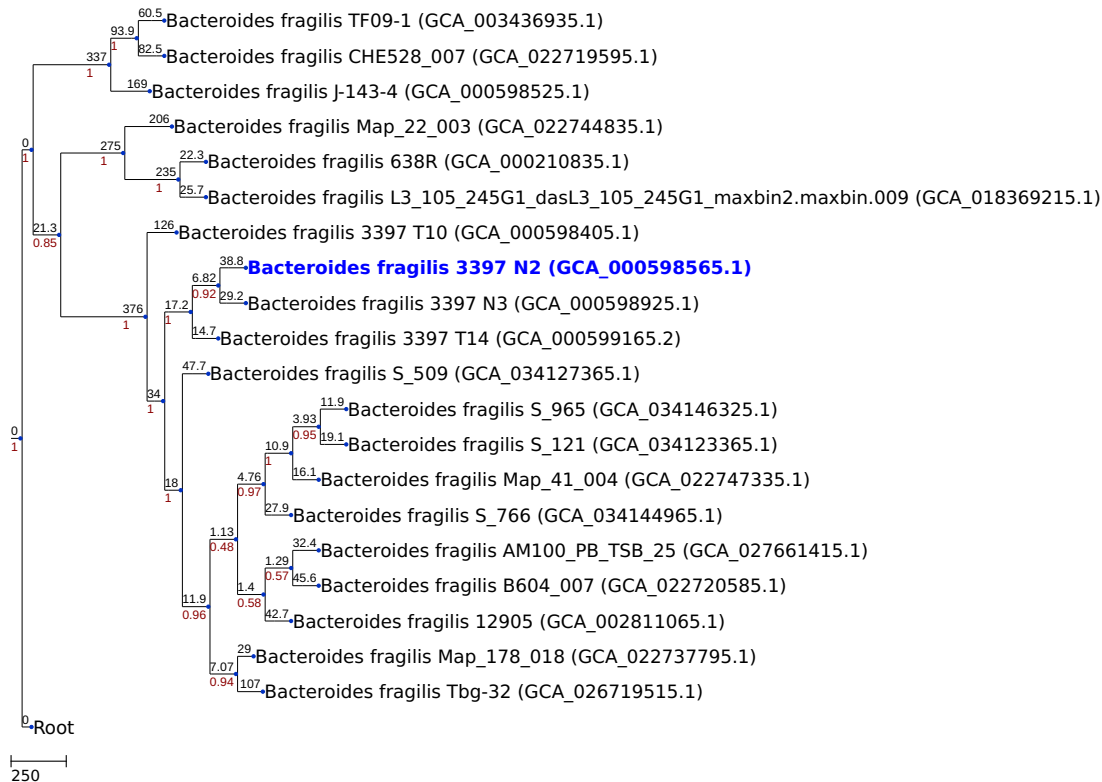 60.5 Bacteroides fragilis TF09-1 (GCA_003436935.1)
93.9
1
82.5 Bacteroides fragilis CHE528_007 (GCA_022719595.1)
337
1
169 Bacteroides fragilis J-143-4 (GCA_000598525.1)
206 Bacteroides fragilis Map_22_003 (GCA_022744835.1)
0
1
275
1
22.3 Bacteroides fragilis 638R (GCA_000210835.1)
235
1
25.7 Bacteroides fragilis L3_105_245G1_dasL3_105_245G1_maxbin2.maxbin.009 (GCA_018369215.1)
21.3
0.85
126 Bacteroides fragilis 3397 T10 (GCA_000598405.1)
38.8 Bacteroides fragilis 3397 N2 (GCA_000598565.1)
6.82
0.92
29.2 Bacteroides fragilis 3397 N3 (GCA_000598925.1)
376
1
17.2
1
14.7 Bacteroides fragilis 3397 T14 (GCA_000599165.2)
47.7 Bacteroides fragilis S_509 (GCA_034127365.1)
34
1
11.9 Bacteroides fragilis S_965 (GCA_034146325.1)
3.93
0.95
19.1 Bacteroides fragilis S_121 (GCA_034123365.1)
0
1
10.9
1
16.1 Bacteroides fragilis Map_41_004 (GCA_022747335.1)
4.76
0.97
18
1
27.9 Bacteroides fragilis S_766 (GCA_034144965.1)
1.13
0.48
32.4 Bacteroides fragilis AM100_PB_TSB_25 (GCA_027661415.1)
1.29
0.57
45.6 Bacteroides fragilis B604_007 (GCA_022720585.1)
1.4
0.58
11.9
0.96
42.7 Bacteroides fragilis 12905 (GCA_002811065.1)
29 Bacteroides fragilis Map_178_018 (GCA_022737795.1)
7.07
0.94
107 Bacteroides fragilis Tbg-32 (GCA_026719515.1)
0 Root
250